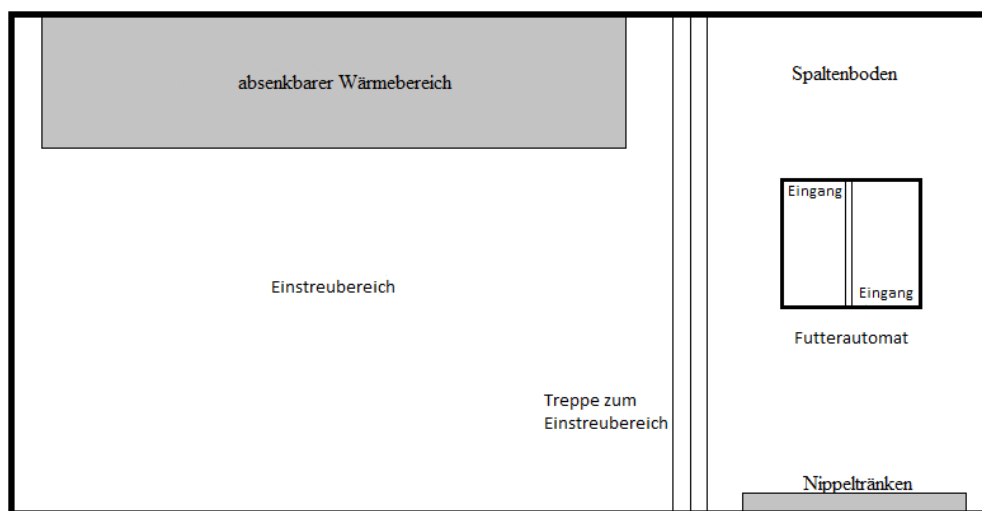 absenkbarer Wärmebereich
Spaltenboden
Eingang
Einstreubereich
Eingang
Futterautomat
Treppe zum
Einstreubereich
Nippeltränken